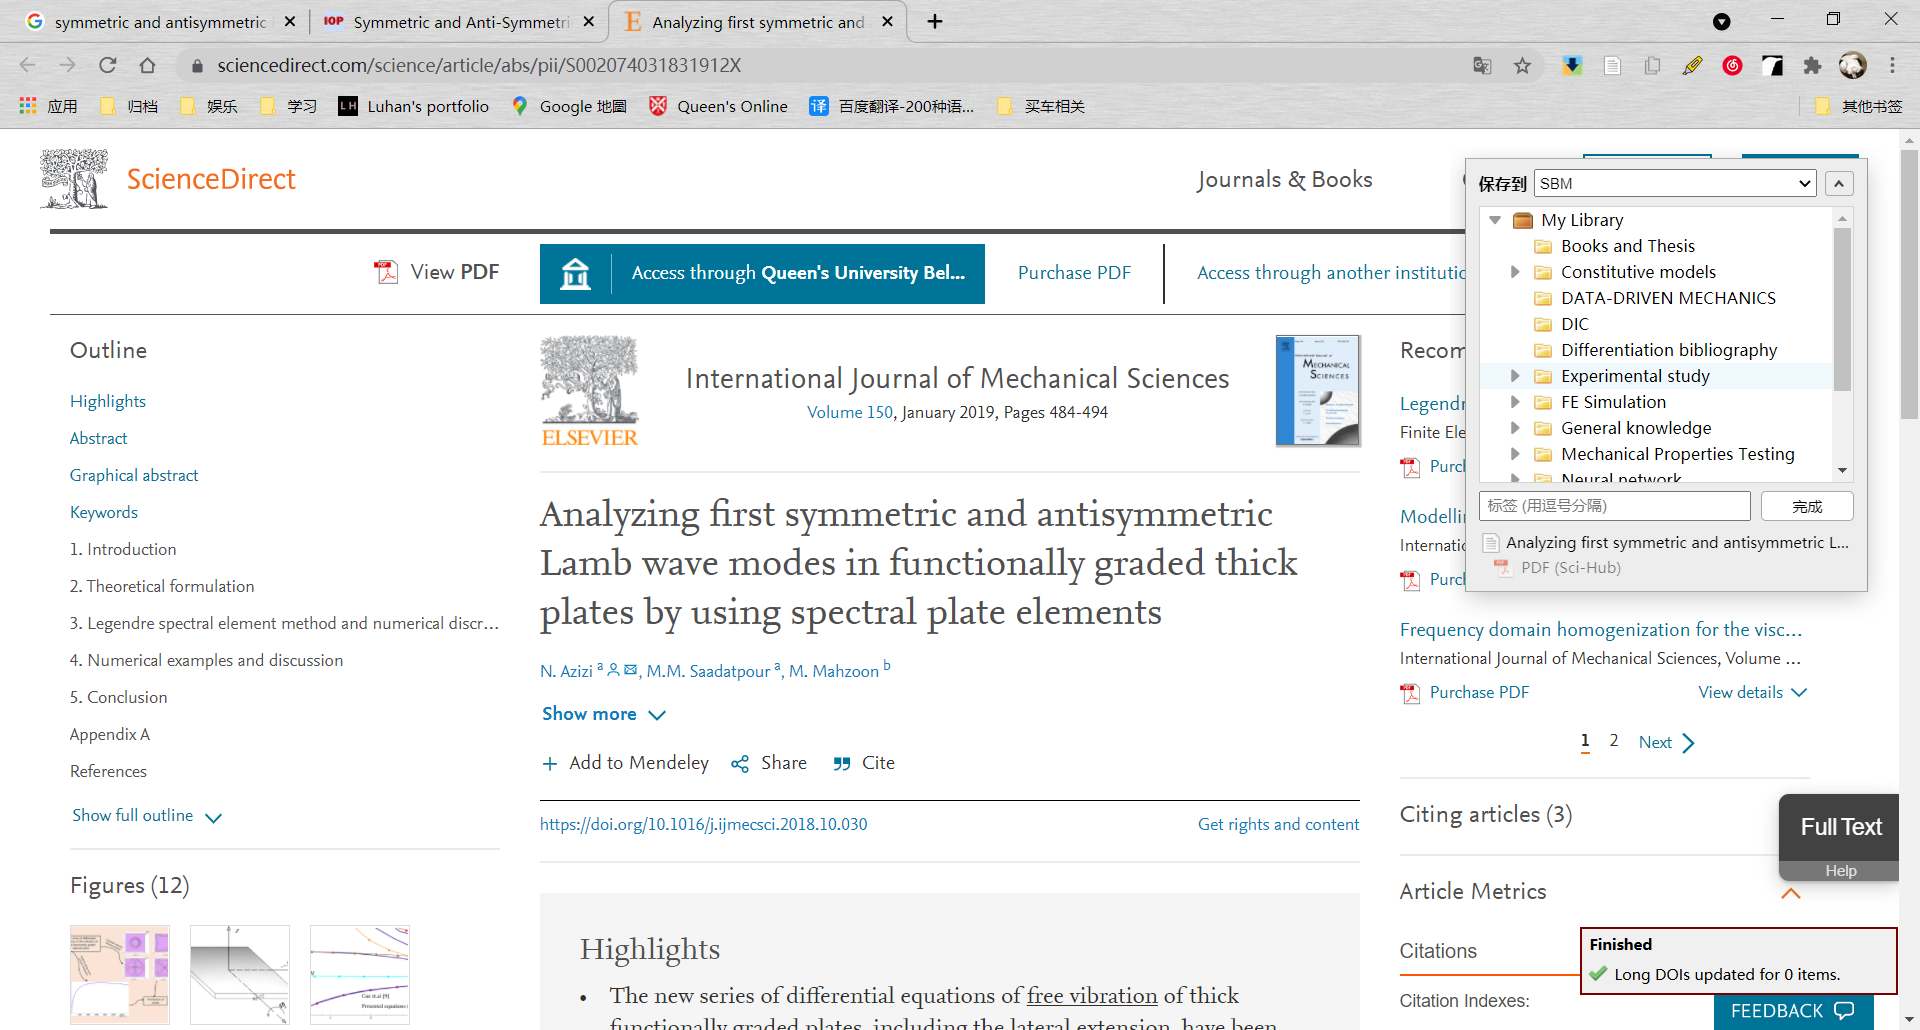 symmetric and antisymmetric
IOP Symmetric and Anti-Symmetri
Analyzing first symmetric and
sciencedirect.com/science/article/abs/pii/S002074031831912X
应用 归档 娱乐 学习 LH Luhan's portfolio Google 地圖 Queen's Online 译 百度翻译-200种语... 买车相关 其他书签
ScienceDirect
Journals & Books
View PDF
Access through Queen's University Bel...
Purchase PDF
Access through another institutio
保存到 SBM
My Library
Books and Thesis
Constitutive models
DATA-DRIVEN MECHANICS
DIC
Differentiation bibliography
Experimental study
FE Simulation
General knowledge
Mechanical Properties Testing
Neural network
标签 (用逗号分隔)
完成
Analyzing first symmetric and antisymmetric L...
PDF (Sci-Hub)
Outline
Highlights
Abstract
Graphical abstract
Keywords
1. Introduction
2. Theoretical formulation
3. Legendre spectral element method and numerical discr...
4. Numerical examples and discussion
5. Conclusion
Appendix A
References
Show full outline
Figures (12)
ELSEVIER
International Journal of Mechanical Sciences
Volume 150, January 2019, Pages 484-494
MECHANICAL
SCIENCES
Analyzing first symmetric and antisymmetric
Lamb wave modes in functionally graded thick
plates by using spectral plate elements
N. Azizi a, M.M. Saadatpour a, M. Mahzoon b
Show more
Add to Mendeley
Share
Cite
https://doi.org/10.1016/j.ijmecsci.2018.10.030
Get rights and content
Highlights
• The new series of differential equations of free vibration of thick
functionally graded plates, including the lateral extension, have been
Recom
Legendr
Finite Ele
Purch
Modellin
Internatio
Purch
Frequency domain homogenization for the visc...
International Journal of Mechanical Sciences, Volume ...
Purchase PDF
View details
1 2 Next
Citing articles (3)
Full Text
Help
Article Metrics
Citations
Citation Indexes:
Finished
Long DOIs updated for 0 items.
FEEDBACK